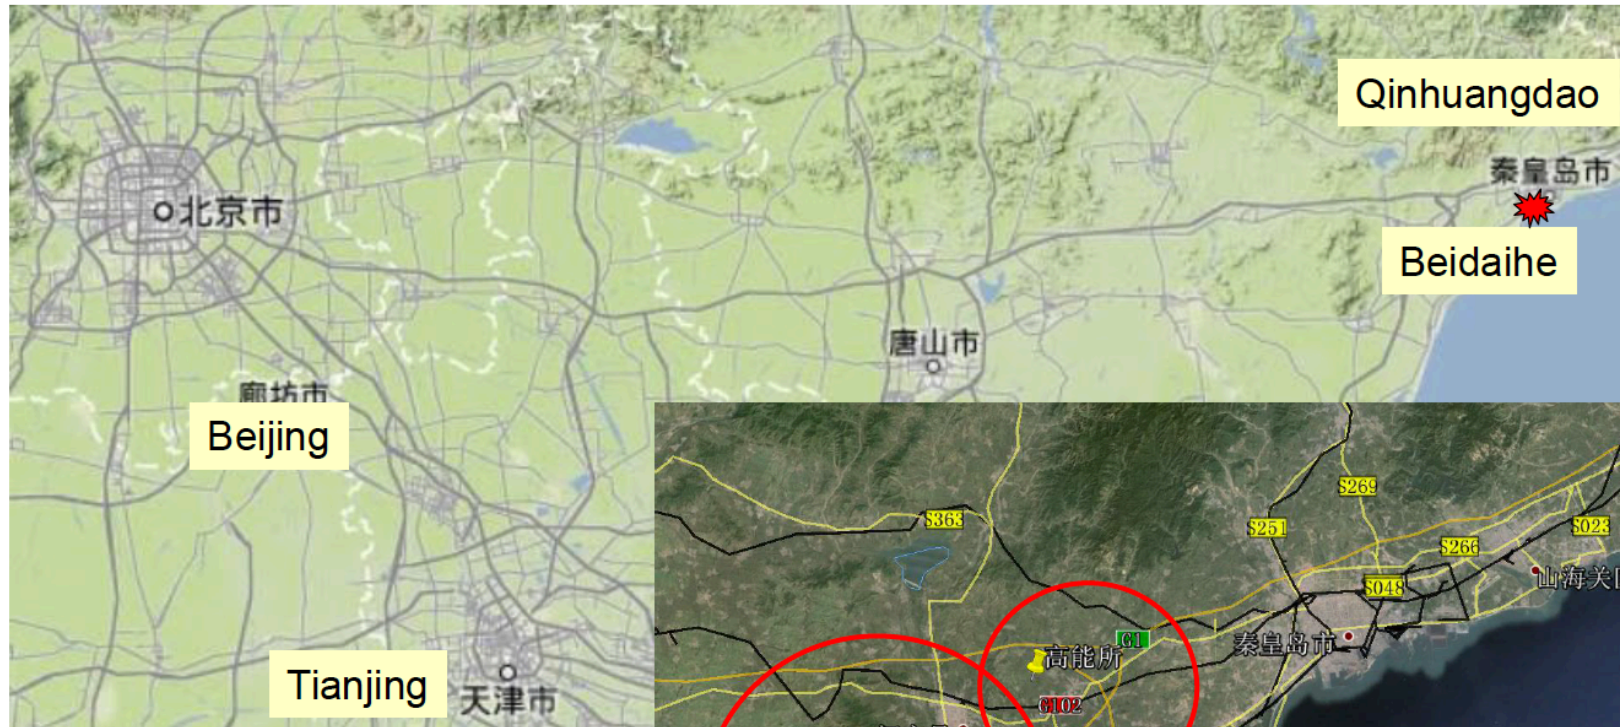 Qinhuangdao
秦皇岛市
北京市
Beidaihe
唐山市
廊坊市
Beijing
S269
S363
S251
S023
S266
山海关区
S048
G1
秦皇岛市
高能所
Tianjing
天津市
G102